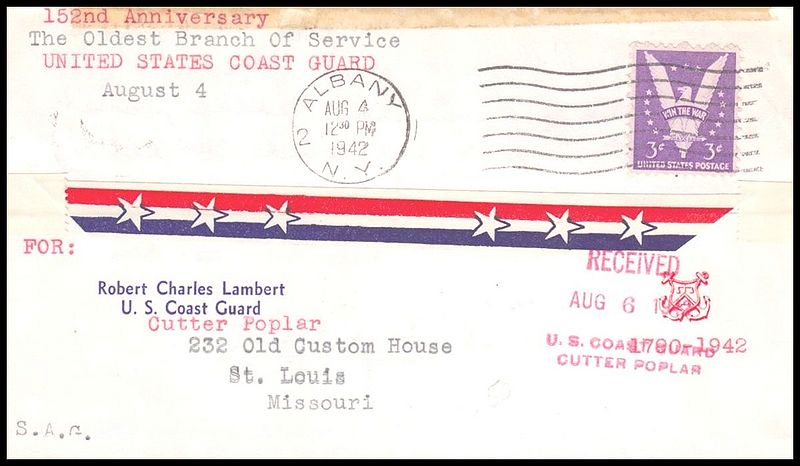 152nd Anniversary
The Oldest Branch Of Service
UNITED STATES COAST GUARD
August 4
ALBANY
2
AUG 4
12 30 PM
1942
N.Y.
WIN THE WAR
3¢ 3¢
UNITED STATES POSTAGE
FOR:
Robert Charles Lambert
U. S. Coast Guard
Cutter Poplar
232 Old Custom House
St. Louis
Missouri
S.A.G.
RECEIVED
AUG 6
1790-1942
U. S. COAST GUARD
CUTTER POPLAR